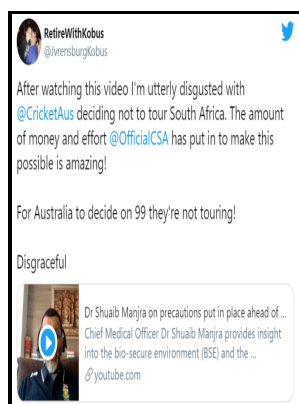 RetireWithKobus
@JvrensburgKobus
After watching this video I'm utterly disgusted with
@CricketAus deciding not to tour South Africa. The amount
of money and effort @OfficialCSA has put in to make this
possible is amazing!
For Australia to decide on 99 they're not touring!
Disgraceful
Dr Shuaib Manjra on precautions put in place ahead of ...
Chief Medical Officer Dr Shuaib Manjra provides insight
into the bio-secure environment (BSE) and the ...
youtube.com